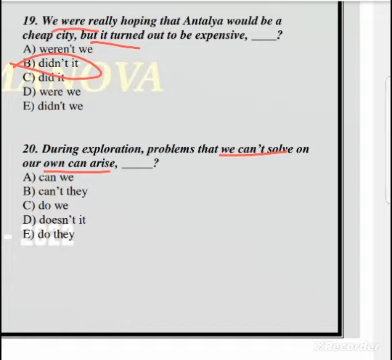 19. We were really hoping that Antalya would be a
cheap city, but it turned out to be expensive, ____?
A) weren't we
B) didn't it
C) did it
D) were we
E) didn't we
20. During exploration, problems that we can't solve on
our own can arise, _____?
A) can we
B) can't they
C) do we
D) doesn't it
E) do they
- 2022